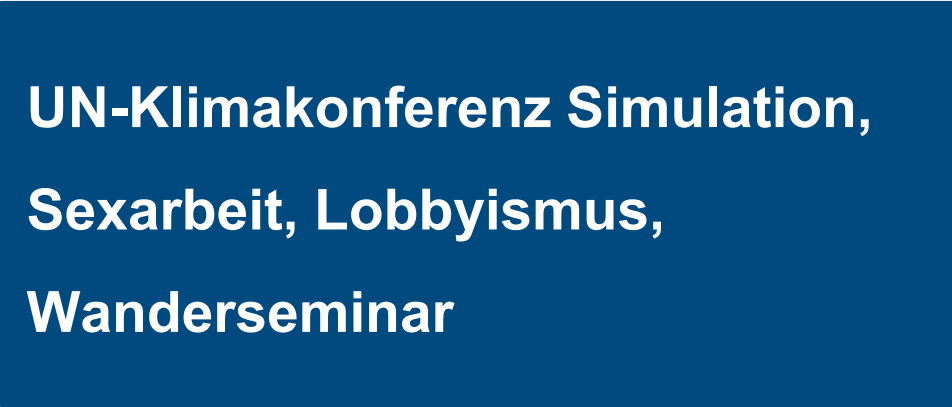 UN-Klimakonferenz Simulation,
Sexarbeit, Lobbyismus,
Wanderseminar